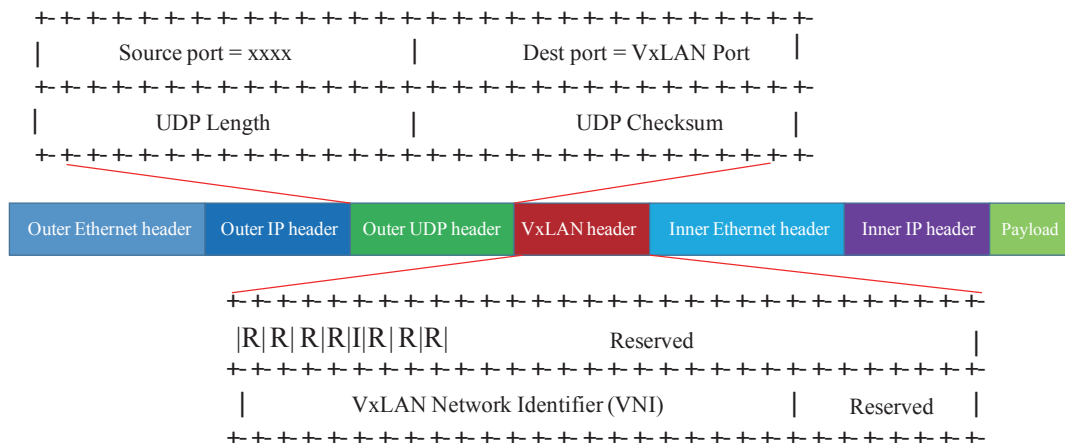 +- +- +- +- +- +- +- +- +- +- +- +- +- +- +- +- +- +- +- +- +- +- +- +- +- +- +- +- +- +- +-
| Source port = xxxx | Dest port = VxLAN Port |
+- +- +- +- +- +- +- +- +- +- +- +- +- +- +- +- +- +- +- +- +- +- +- +- +- +- +- +- +- +- +-
| UDP Length | UDP Checksum |
+- +- +- +- +- +- +- +- +- +- +- +- +- +- +- +- +- +- +- +- +- +- +- +- +- +- +- +- +- +- +-
Outer Ethernet header Outer IP header Outer UDP header VxLAN header Inner Ethernet header Inner IP header Payload
+- +- +- +- +- +- +- +- +- +- +- +- +- +- +- +- +- +- +- +- +- +- +- +- +- +- +- +- +- +-
|R| R| R|R|I|R| R|R| Reserved |
+- +- +- +- +- +- +- +- +- +- +- +- +- +- +- +- +- +- +- +- +- +- +- +- +- +- +- +- +- +-
| VxLAN Network Identifier (VNI) | Reserved |
+- +- +- +- +- +- +- +- +- +- +- +- +- +- +- +- +- +- +- +- +- +- +- +- +- +- +- +- +- +-